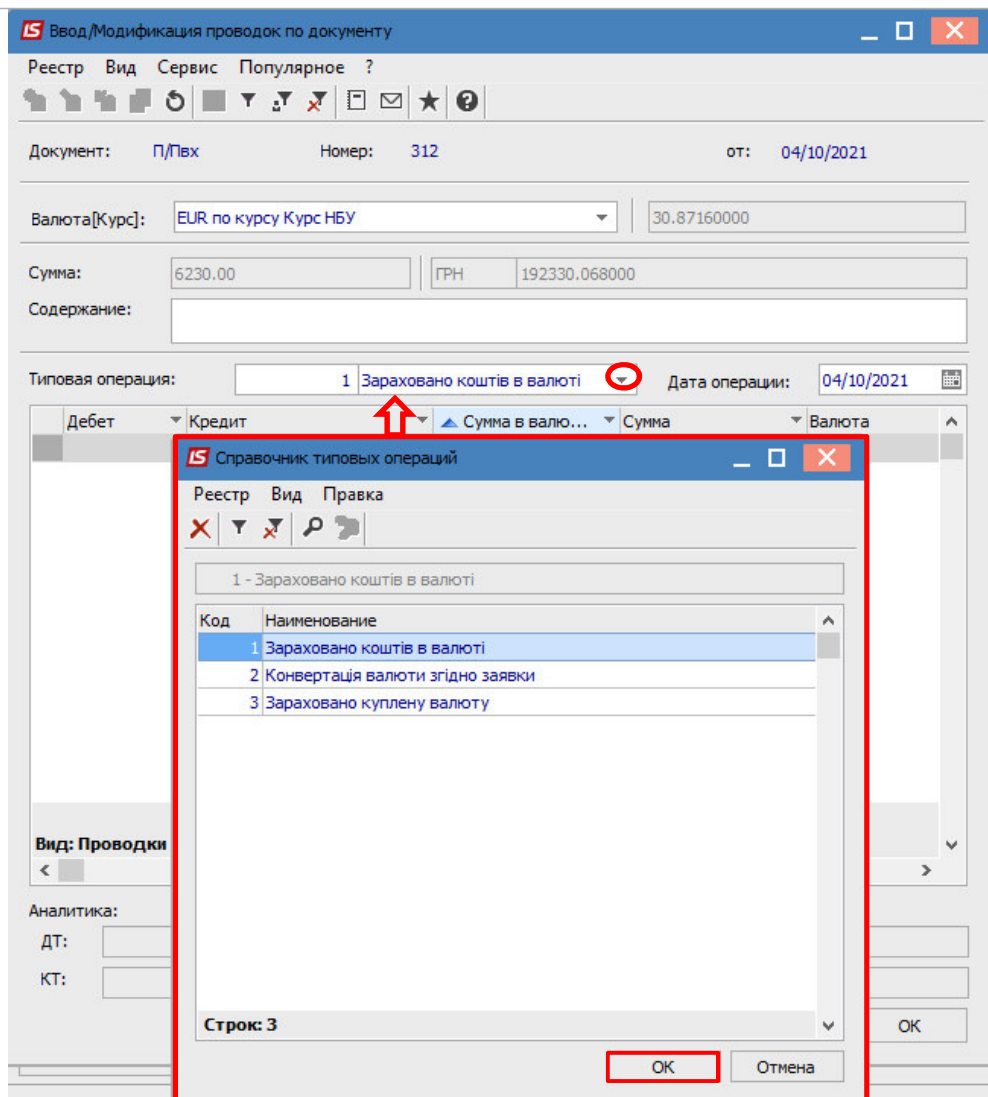 Ввод/Модификация проводок по документу
Реестр Вид Сервис Популярное ?
Документ: П/Пвх Номер: 312 от: 04/10/2021
Валюта[Курс]: EUR по курсу Курс НБУ 30.87160000
Сумма: 6230.00 ГРН 192330.068000
Содержание:
Типовая операция: 1 Зараховано коштів в валюті Дата операции: 04/10/2021
Дебет Кредит Сумма в валю... Сумма Валюта
Справочник типовых операций
Реестр Вид Правка
1 - Зараховано коштів в валюті
Код Наименование
1 Зараховано коштів в валюті
2 Конвертація валюти згідно заявки
3 Зараховано куплену валюту
Вид: Проводки
Аналитика:
ДТ:
КТ:
Строк: 3
ОК
ОК Отмена